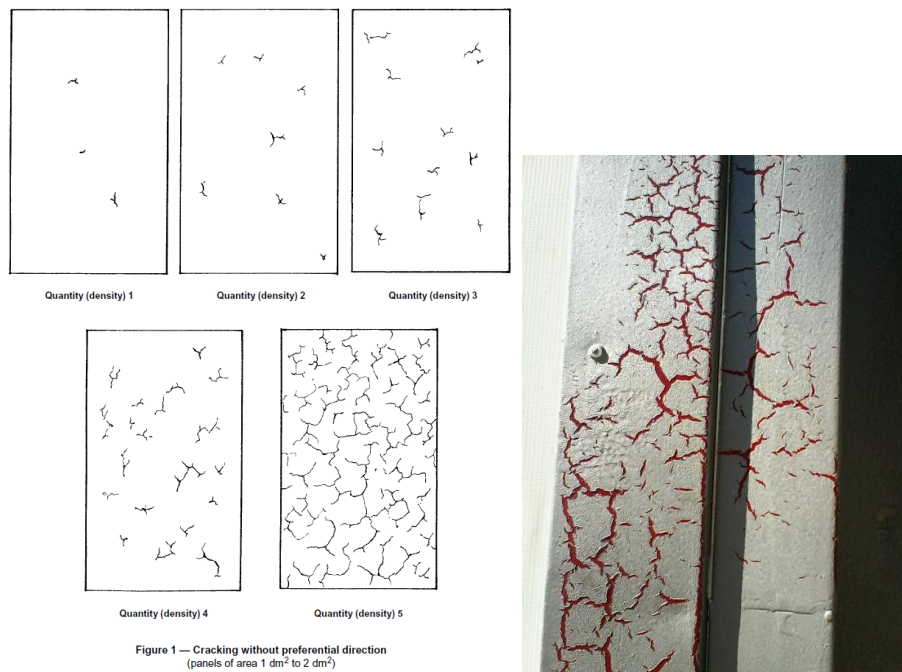 Quantity (density) 1
Quantity (density) 2
Quantity (density) 3
Quantity (density) 4
Quantity (density) 5
Figure 1 — Cracking without preferential direction
(panels of area 1 dm² to 2 dm²)